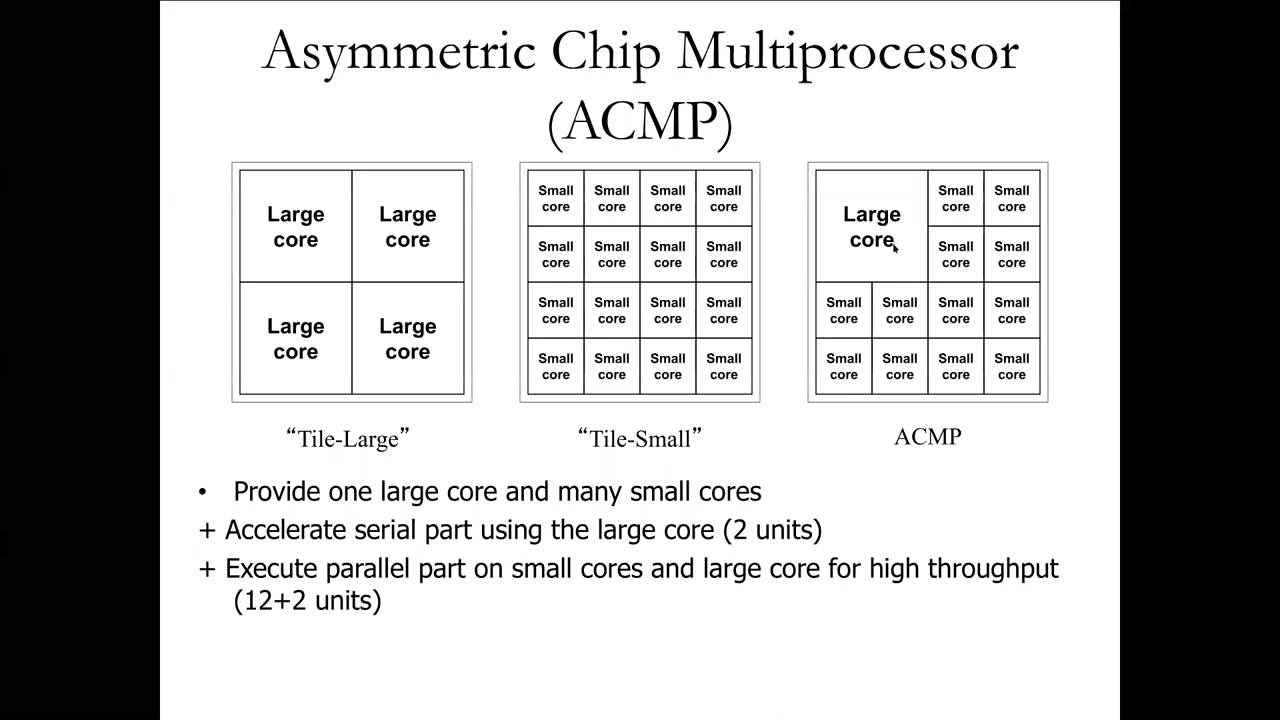 Asymmetric Chip Multiprocessor
(ACMP)
Large
core
Large
core
Large
core
Large
core
Small
core
Small
core
Small
core
Small
core
Small
core
Small
core
Small
core
Small
core
Small
core
Small
core
Small
core
Small
core
Small
core
Small
core
Small
core
Small
core
Large
core
Small
core
Small
core
Small
core
Small
core
Small
core
Small
core
Small
core
Small
core
Small
core
Small
core
Small
core
Small
core
“Tile-Large”
“Tile-Small”
ACMP
• Provide one large core and many small cores
+ Accelerate serial part using the large core (2 units)
+ Execute parallel part on small cores and large core for high throughput
(12+2 units)